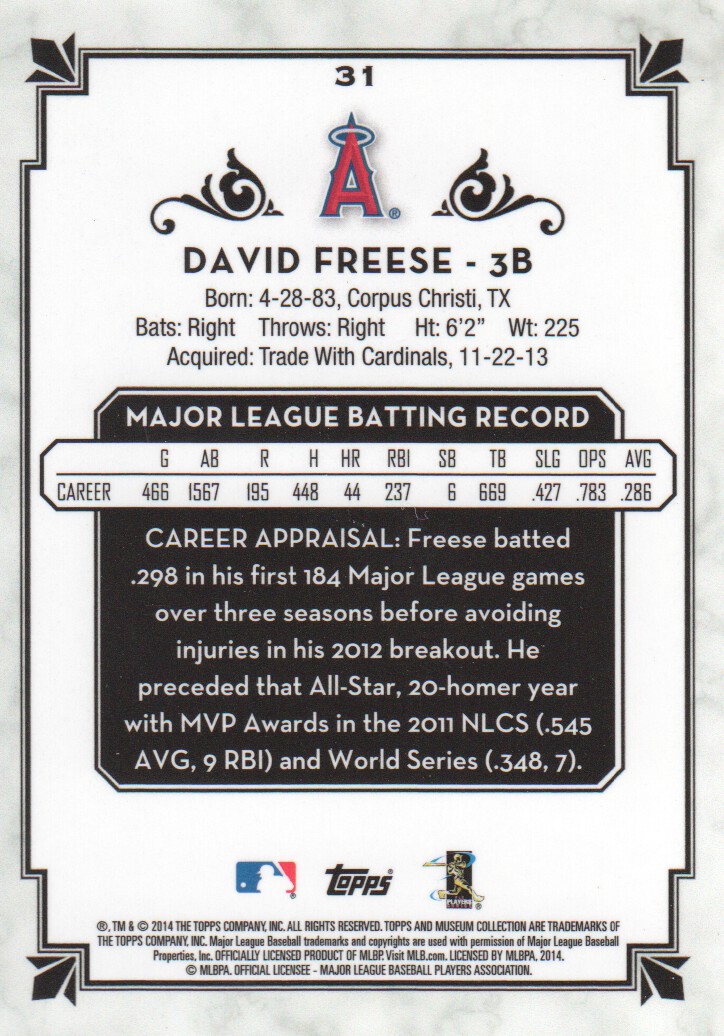 31
A®
DAVID FREESE - 3B
Born: 4-28-83, Corpus Christi, TX
Bats: Right Throws: Right Ht: 6'2" Wt: 225
Acquired: Trade With Cardinals, 11-22-13
MAJOR LEAGUE BATTING RECORD
G AB R H HR RBI SB TB SLG OPS AVG
CAREER 466 1567 195 448 44 237 6 669 .427 .783 .286
CAREER APPRAISAL: Freese batted
.298 in his first 184 Major League games
over three seasons before avoiding
injuries in his 2012 breakout. He
preceded that All-Star, 20-homer year
with MVP Awards in the 2011 NLCS (.545
AVG, 9 RBI) and World Series (.348, 7).
topps®
PLAYERS
®, TM & © 2014 THE TOPPS COMPANY, INC. ALL RIGHTS RESERVED. TOPPS AND MUSEUM COLLECTION ARE TRADEMARKS OF
THE TOPPS COMPANY, INC. Major League Baseball trademarks and copyrights are used with permission of Major League Baseball
Properties, Inc. OFFICIALLY LICENSED PRODUCT OF MLBP. Visit MLB.com. LICENSED BY MLBPA, 2014.
© MLBPA. OFFICIAL LICENSEE - MAJOR LEAGUE BASEBALL PLAYERS ASSOCIATION.